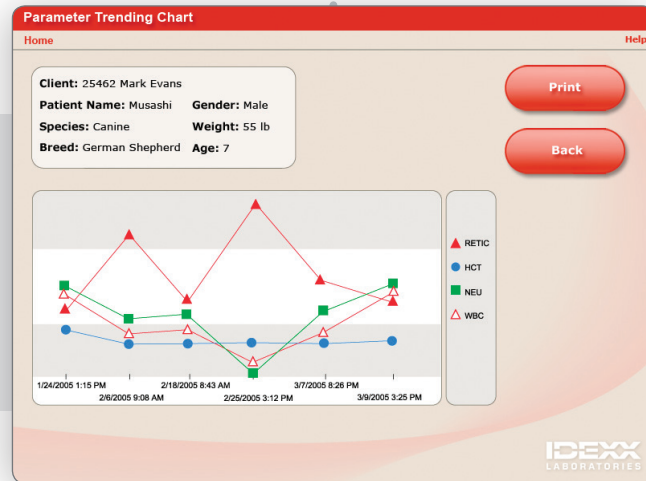 Parameter Trending Chart
Home
Help
Client: 25462 Mark Evans
Patient Name: Musashi Gender: Male
Species: Canine Weight: 55 lb
Breed: German Shepherd Age: 7
Print
Back
RETIC
HCT
NEU
WBC
1/24/2005 1:15 PM 2/18/2005 8:43 AM 3/7/2005 8:26 PM
2/6/2005 9:08 AM 2/25/2005 3:12 PM 3/9/2005 3:25 PM
IDEXX
LABORATORIES